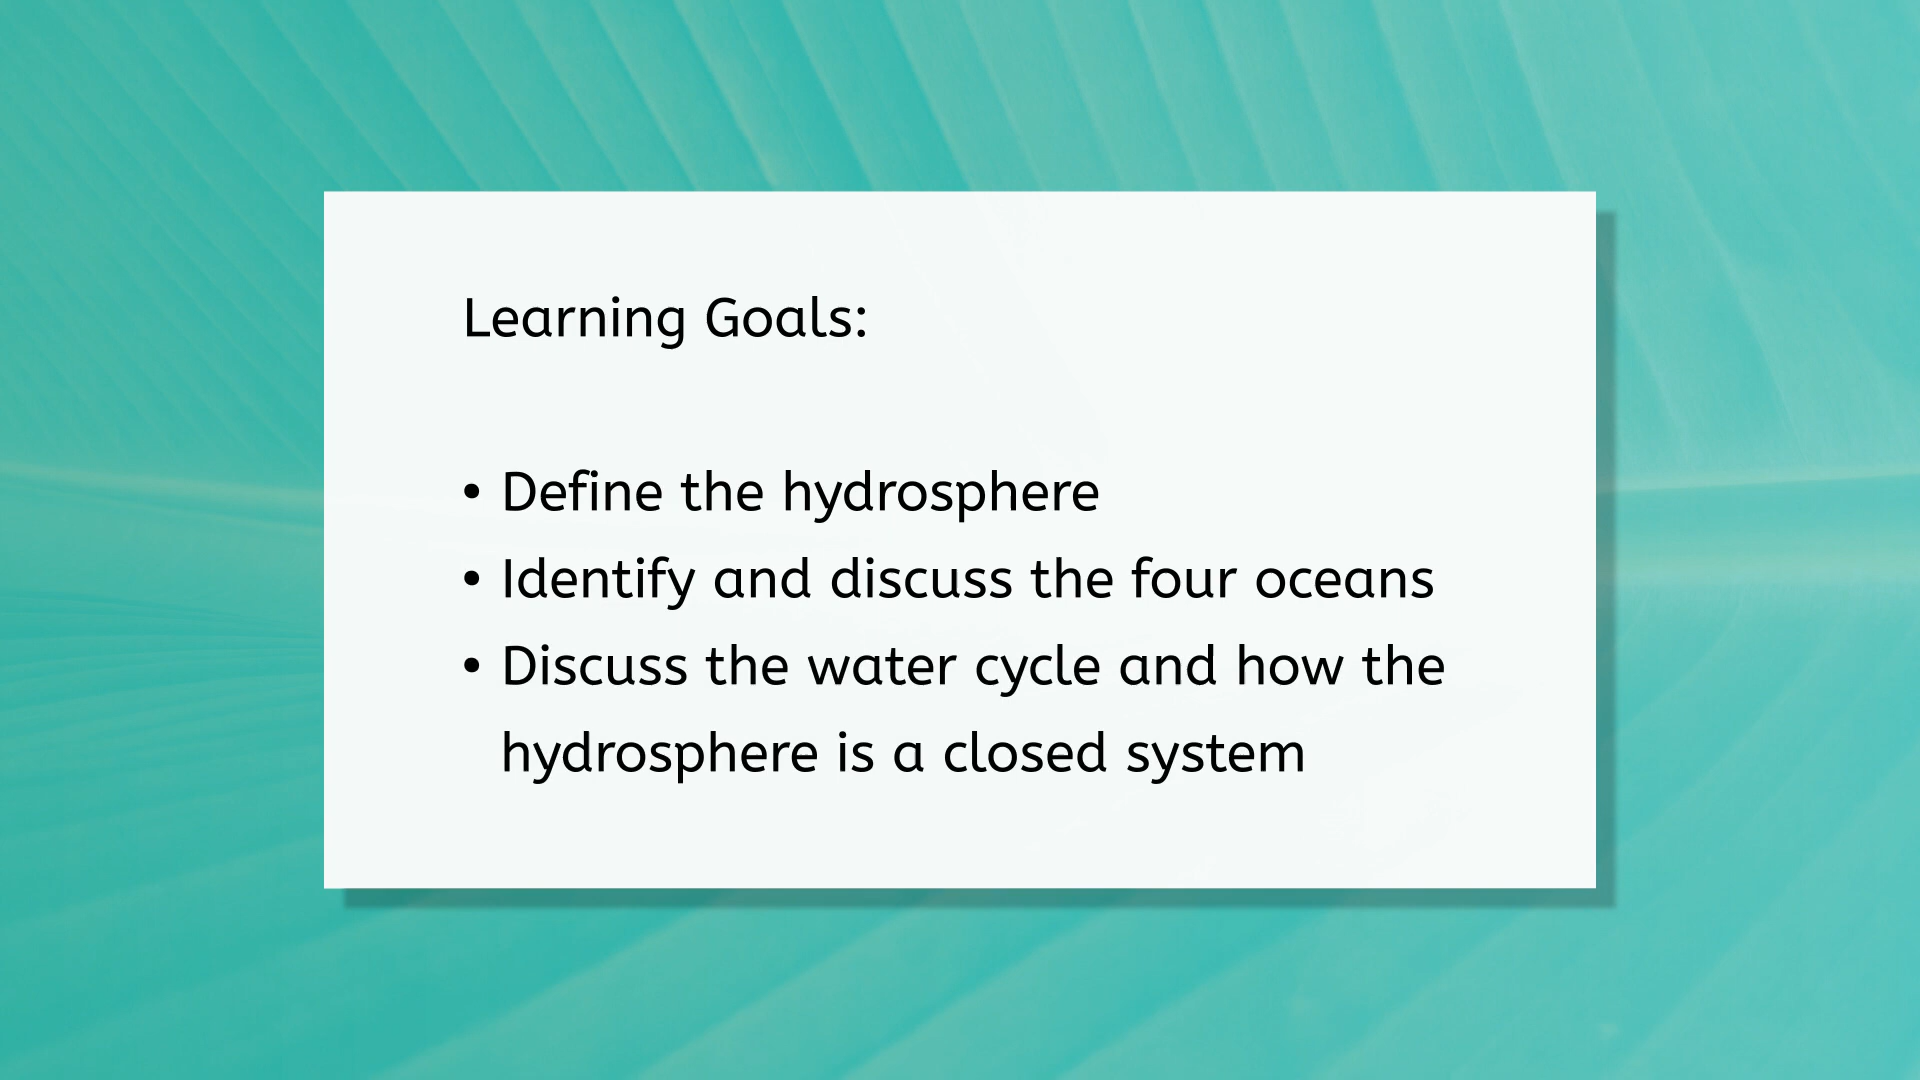 Learning Goals:
• Define the hydrosphere
• Identify and discuss the four oceans
• Discuss the water cycle and how the
hydrosphere is a closed system